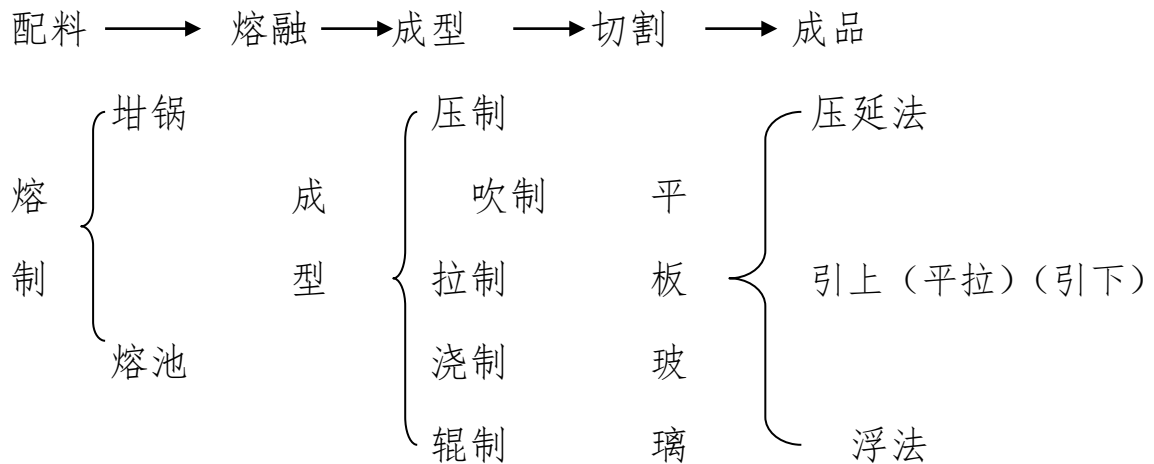 配料 熔融 成型 切割 成品
坩锅 压制 压延法
熔 成 吹制 平
制 型 拉制 板 引上（平拉）（引下）
熔池 浇制 玻
辊制 璃 浮法